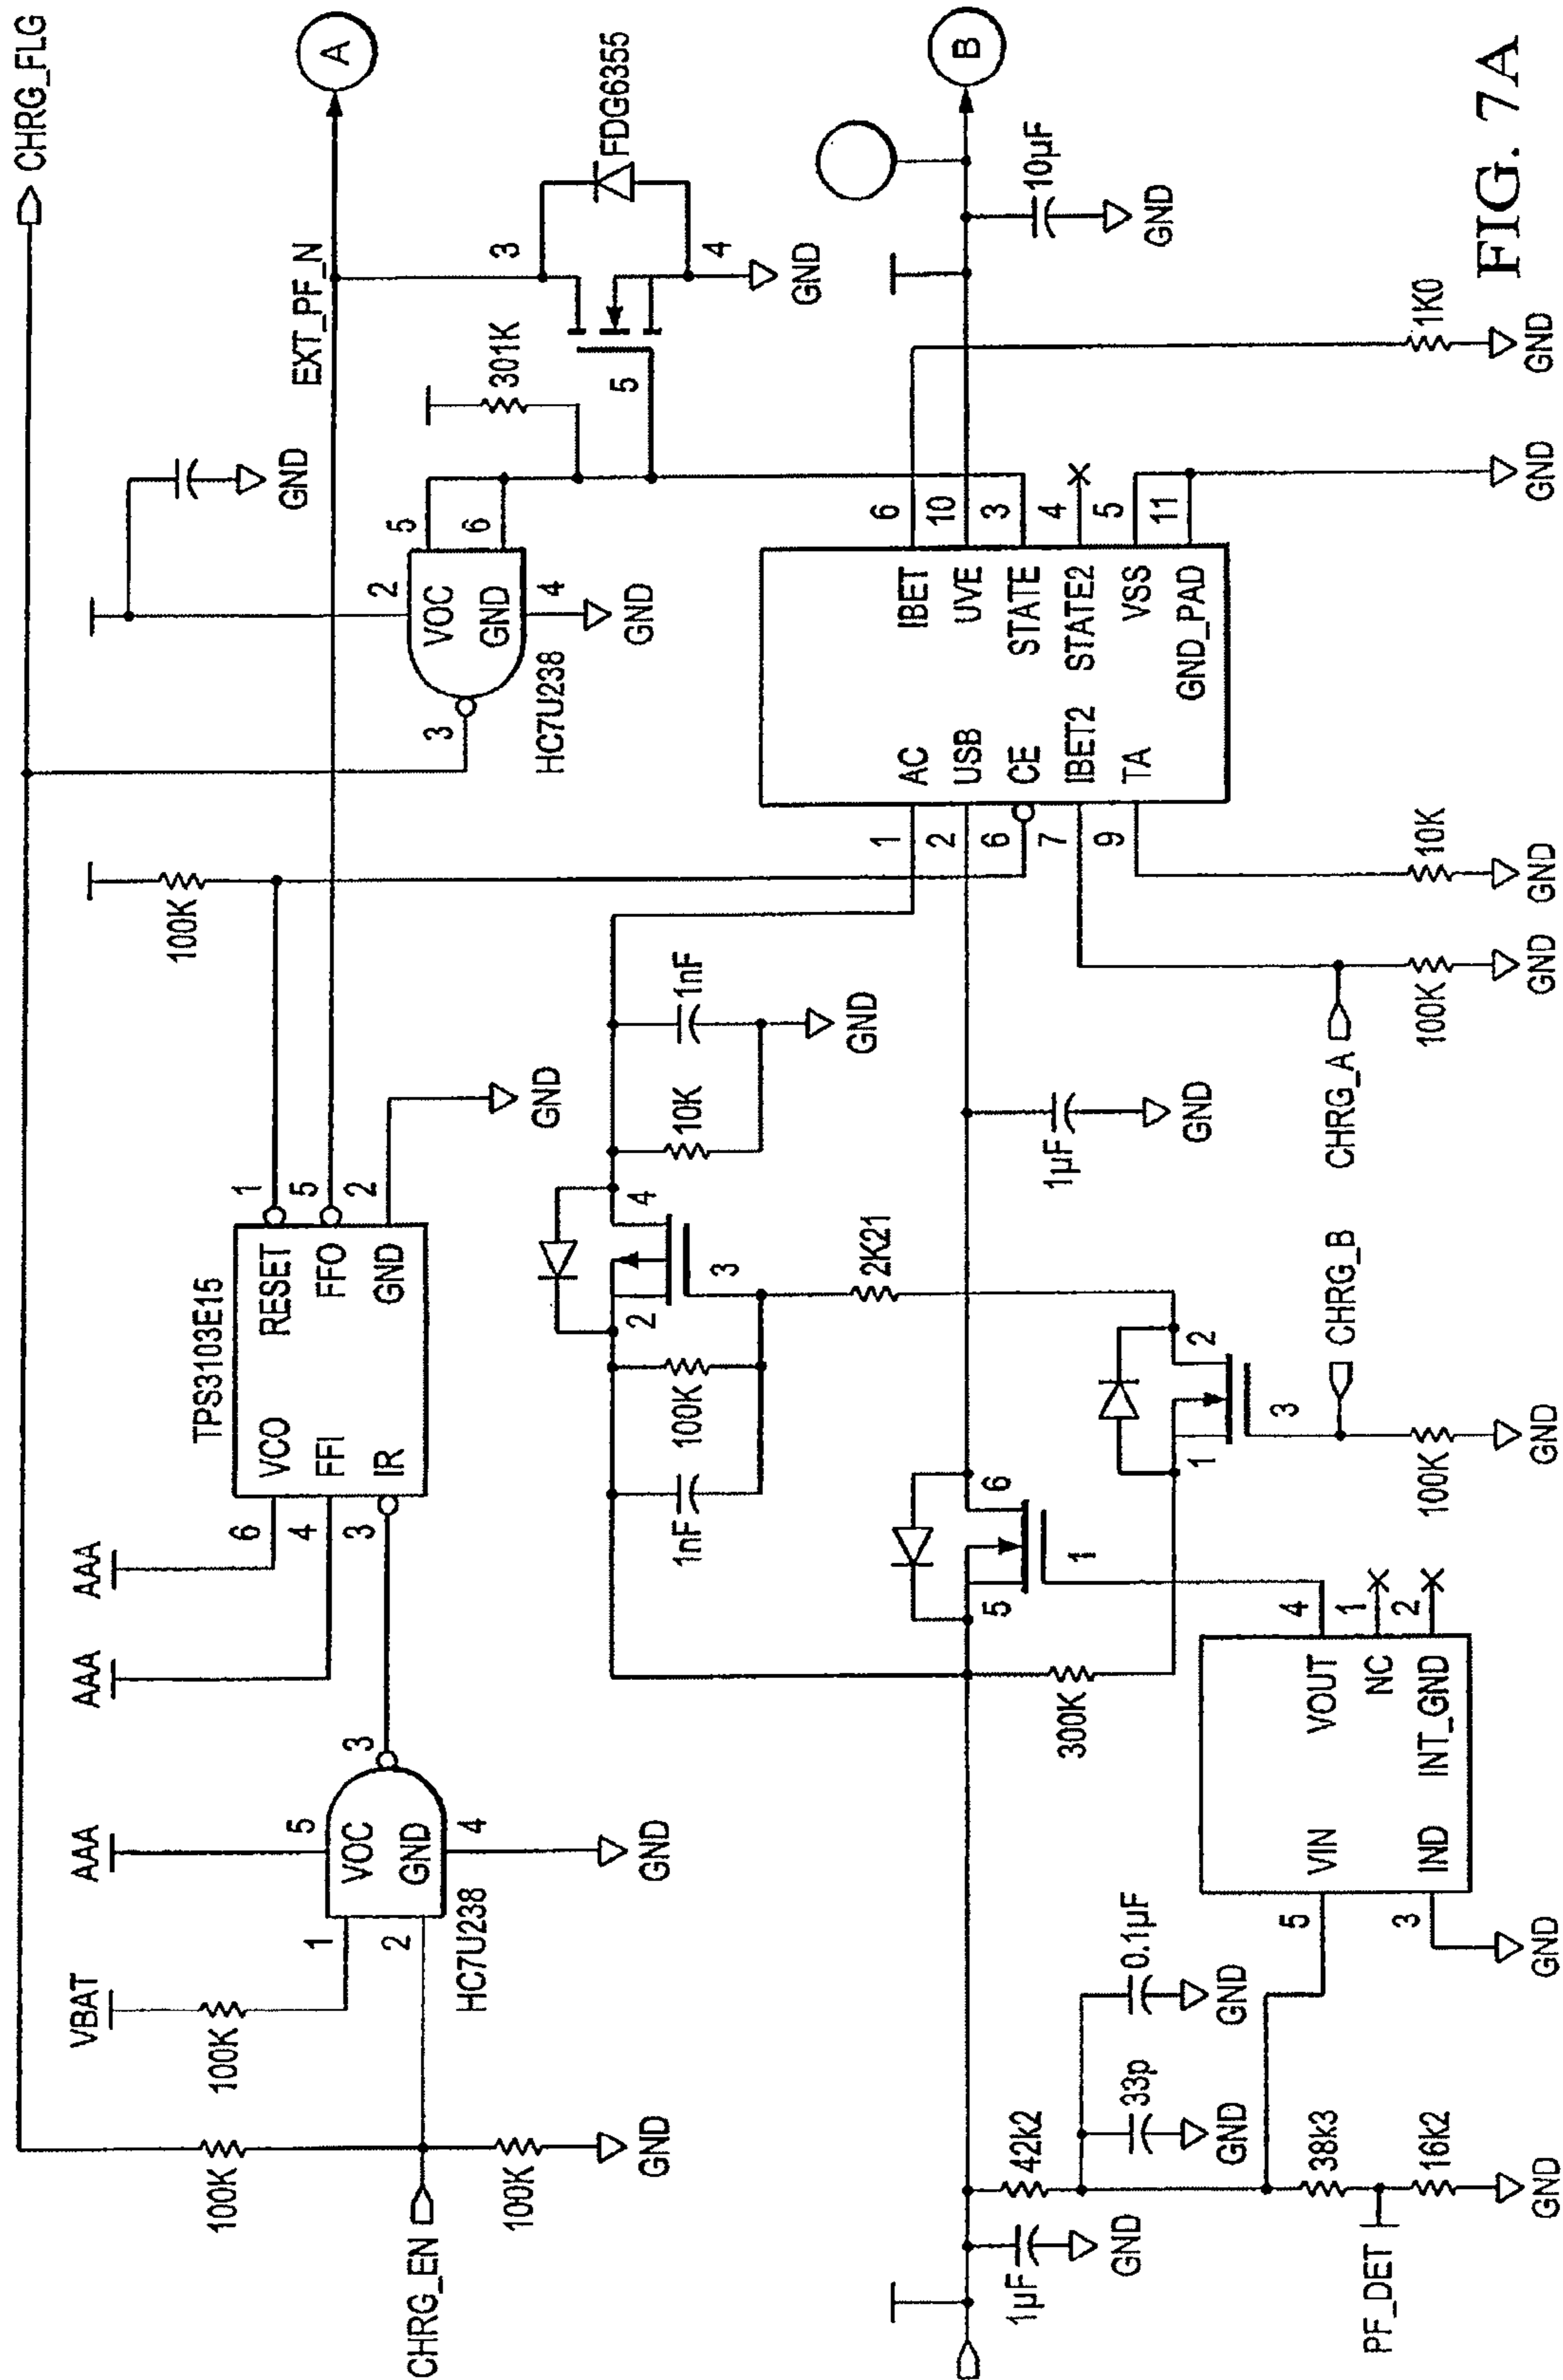 CHRG_FLG
AAA
AAA
AAA
VBAT
100K
100K
CHRG_EN
100K
GND
1
2
VOC
GND
5
4
3
HC7U238
GND
TPS3103E15
6
4
3
VCO
FFI
IR
RESET
FFO
GND
1
5
2
GND
100K
GND
2
VOC
GND
5
6
4
3
HC7U238
GND
EXT_PF_N
A
301K
3
5
4
FDG6355
GND
1nF
100K
2
4
3
10K
1nF
GND
2K21
5
6
1
300K
1
2
3
CHRG_B
100K
GND
1µF
GND
1µF
GND
42k2
33p
GND
0.1µF
GND
38k3
PF_DET
16k2
GND
5
3
VIN
IND
VOUT
NC
INT_GND
4
1
2
GND
CHRG_A
100K
GND
10K
GND
1
2
6
7
9
AC
USB
CE
IBET2
TA
IBET
UVE
STATE
STATE2
VSS
GND_PAD
6
10
3
4
5
11
GND
1K0
GND
10µF
GND
B
FIG. 7A